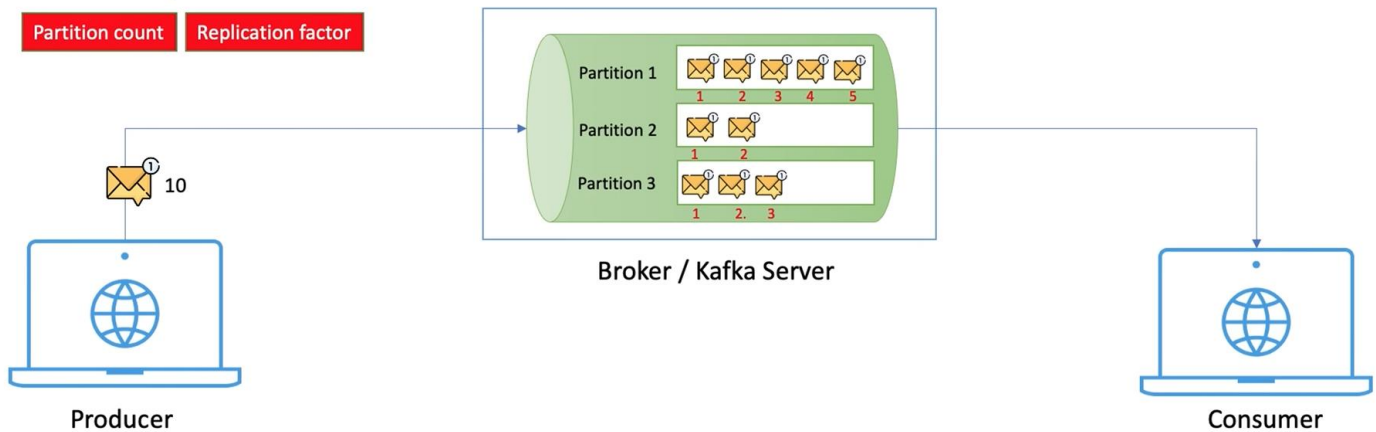 Partition count
Replication factor
Partition 1
1 2 3 4 5
Partition 2
1 2
Partition 3
1 2. 3
10
Broker / Kafka Server
Producer
Consumer